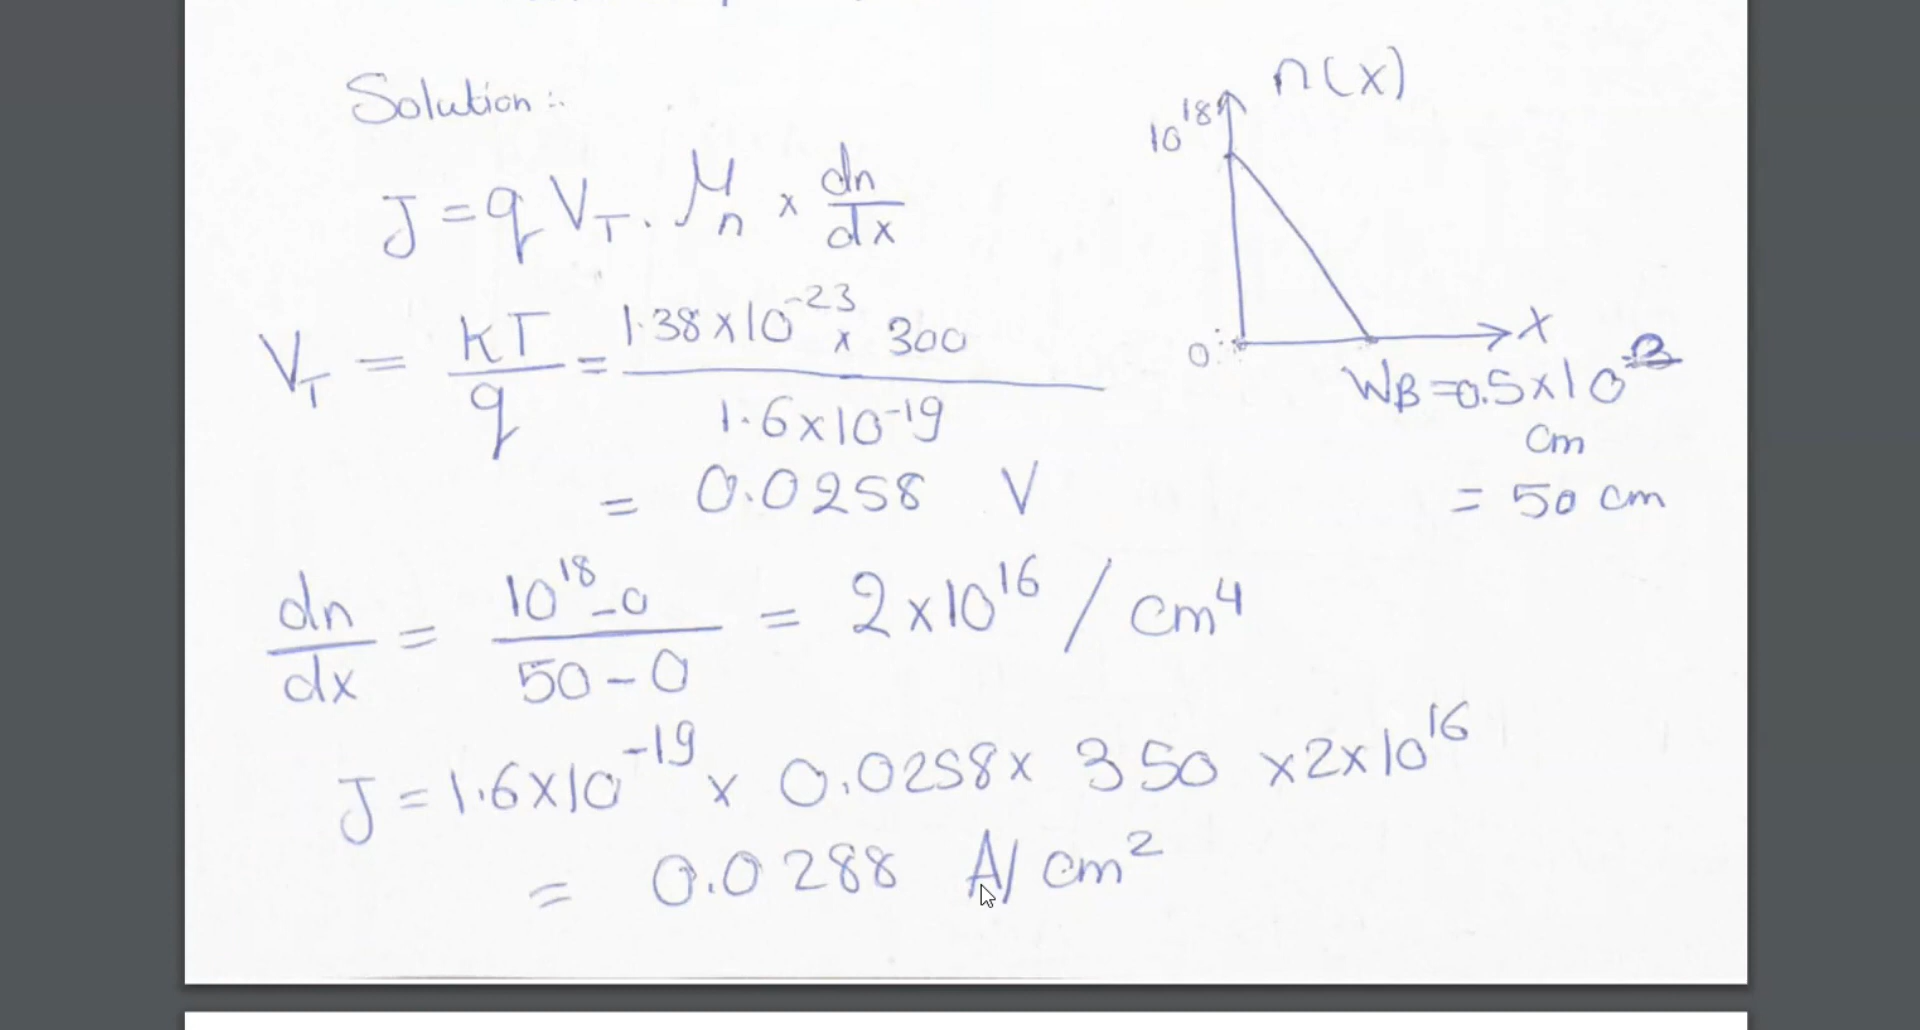 Solution:
J = q V_T . μ_n × dn/dx
V_T = kT/q = 1.38×10^-23 × 300 / 1.6×10^-19
= 0.0258 V
n(x)
10^18
0
x
W_B = 0.5×10
cm
= 50 cm
dn/dx = 10^18 - 0 / 50 - 0 = 2×10^16 / cm^4
J = 1.6×10^-19 × 0.0258 × 350 × 2×10^16
= 0.0288 A/cm^2